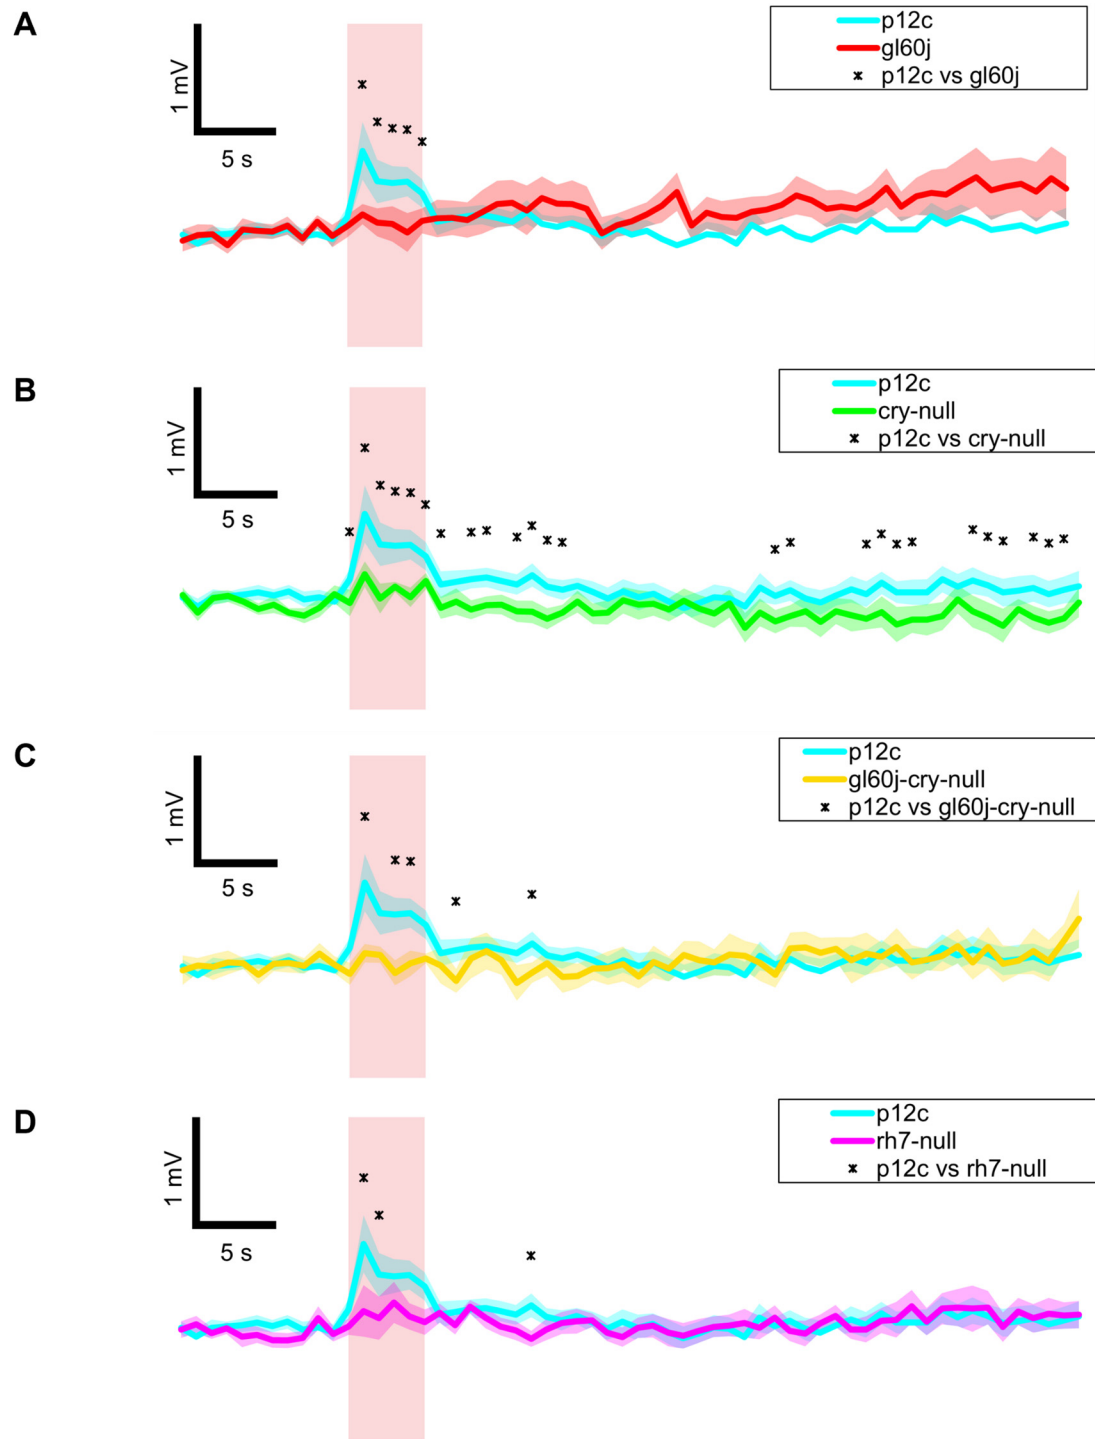 A
1 mV
5 s
p12c
gl60j
p12c vs gl60j
B
1 mV
5 s
p12c
cry-null
p12c vs cry-null
C
1 mV
5 s
p12c
gl60j-cry-null
p12c vs gl60j-cry-null
D
1 mV
5 s
p12c
rh7-null
p12c vs rh7-null